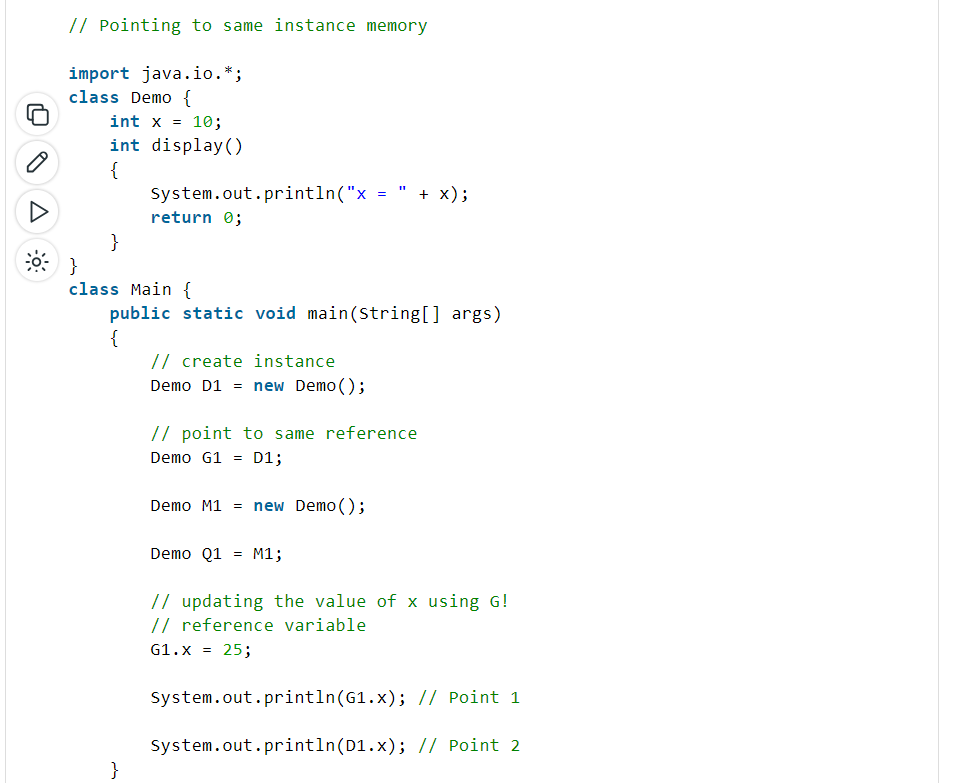 // Pointing to same instance memory
import java.io.*;
class Demo {
    int x = 10;
    int display()
    {
        System.out.println("x = " + x);
        return 0;
    }
}
class Main {
    public static void main(String[] args)
    {
        // create instance
        Demo D1 = new Demo();
        // point to same reference
        Demo G1 = D1;
        Demo M1 = new Demo();
        Demo Q1 = M1;
        // updating the value of x using G!
        // reference variable
        G1.x = 25;
        System.out.println(G1.x); // Point 1
        System.out.println(D1.x); // Point 2
    }